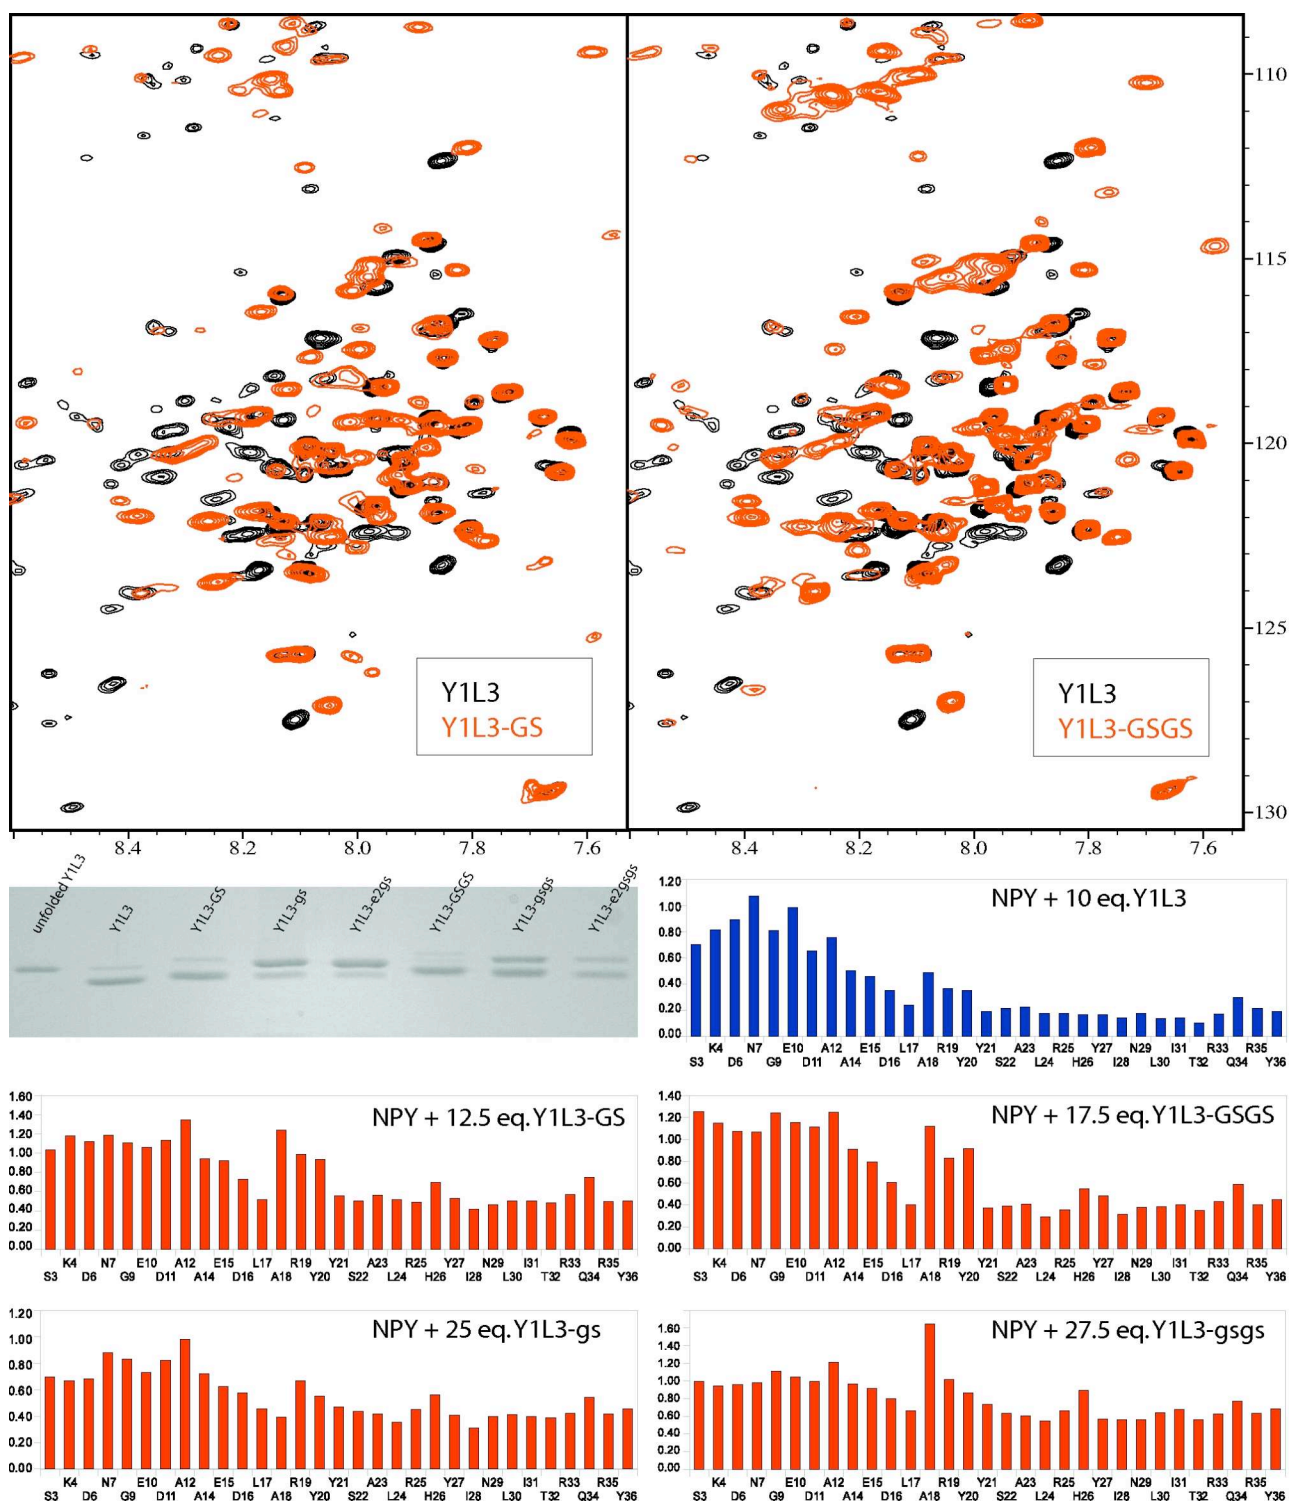 110
115
120
125
130
Y1L3
Y1L3-GS
Y1L3
Y1L3-GSGS
8.4 8.2 8.0 7.8 7.6
8.4 8.2 8.0 7.8 7.6
unfolded Y1L3
Y1L3
Y1L3-GS
Y1L3-gs
Y1L3-e2gs
Y1L3-GSGS
Y1L3-gsgs
Y1L3-e2gsgs
NPY + 10 eq.Y1L3
1.20
1.00
0.80
0.60
0.40
0.20
0.00
K4 N7 E10 A12 E15 L17 R19 Y21 A23 R25 Y27 N29 I31 R33 R35
S3 D6 G9 D11 A14 D16 A18 Y20 S22 L24 H26 I28 L30 T32 Q34 Y36
NPY + 12.5 eq.Y1L3-GS
1.60
1.40
1.20
1.00
0.80
0.60
0.40
0.20
0.00
K4 N7 E10 A12 E15 L17 R19 Y21 A23 R25 Y27 N29 I31 R33 R35
S3 D6 G9 D11 A14 D16 A18 Y20 S22 L24 H26 I28 L30 T32 Q34 Y36
NPY + 17.5 eq.Y1L3-GSGS
1.40
1.20
1.00
0.80
0.60
0.40
0.20
0.00
K4 N7 E10 A12 E15 L17 R19 Y21 A23 R25 Y27 N29 I31 R33 R35
S3 D6 G9 D11 A14 D16 A18 Y20 S22 L24 H26 I28 L30 T32 Q34 Y36
NPY + 25 eq.Y1L3-gs
1.20
1.00
0.80
0.60
0.40
0.20
0.00
K4 N7 E10 A12 E15 L17 R19 Y21 A23 R25 Y27 N29 I31 R33 R35
S3 D6 G9 D11 A14 D16 A18 Y20 S22 L24 H26 I28 L30 T32 Q34 Y36
NPY + 27.5 eq.Y1L3-gsgs
1.60
1.40
1.20
1.00
0.80
0.60
0.40
0.20
0.00
K4 N7 E10 A12 E15 L17 R19 Y21 A23 R25 Y27 N29 I31 R33 R35
S3 D6 G9 D11 A14 D16 A18 Y20 S22 L24 H26 I28 L30 T32 Q34 Y36